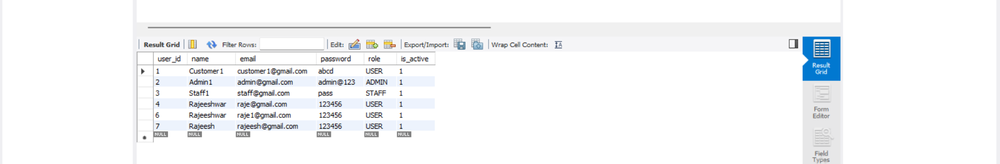 Result Grid Filter Rows: Edit: Export/Import: Wrap Cell Content: IA
user_id name email password role is_active
1 Customer1 customer1@gmail.com abcd USER 1
2 Admin1 admin@gmail.com admin@123 ADMIN 1
3 Staff1 staff@gmail.com pass STAFF 1
4 Rajeeshwar raje@gmail.com 123456 USER 1
6 Rajeeshwar raje1@gmail.com 123456 USER 1
7 Rajeesh rajeesh@gmail.com 123456 USER 1
NULL NULL NULL NULL NULL NULL
Result
Grid
Form
Editor
Field
Types